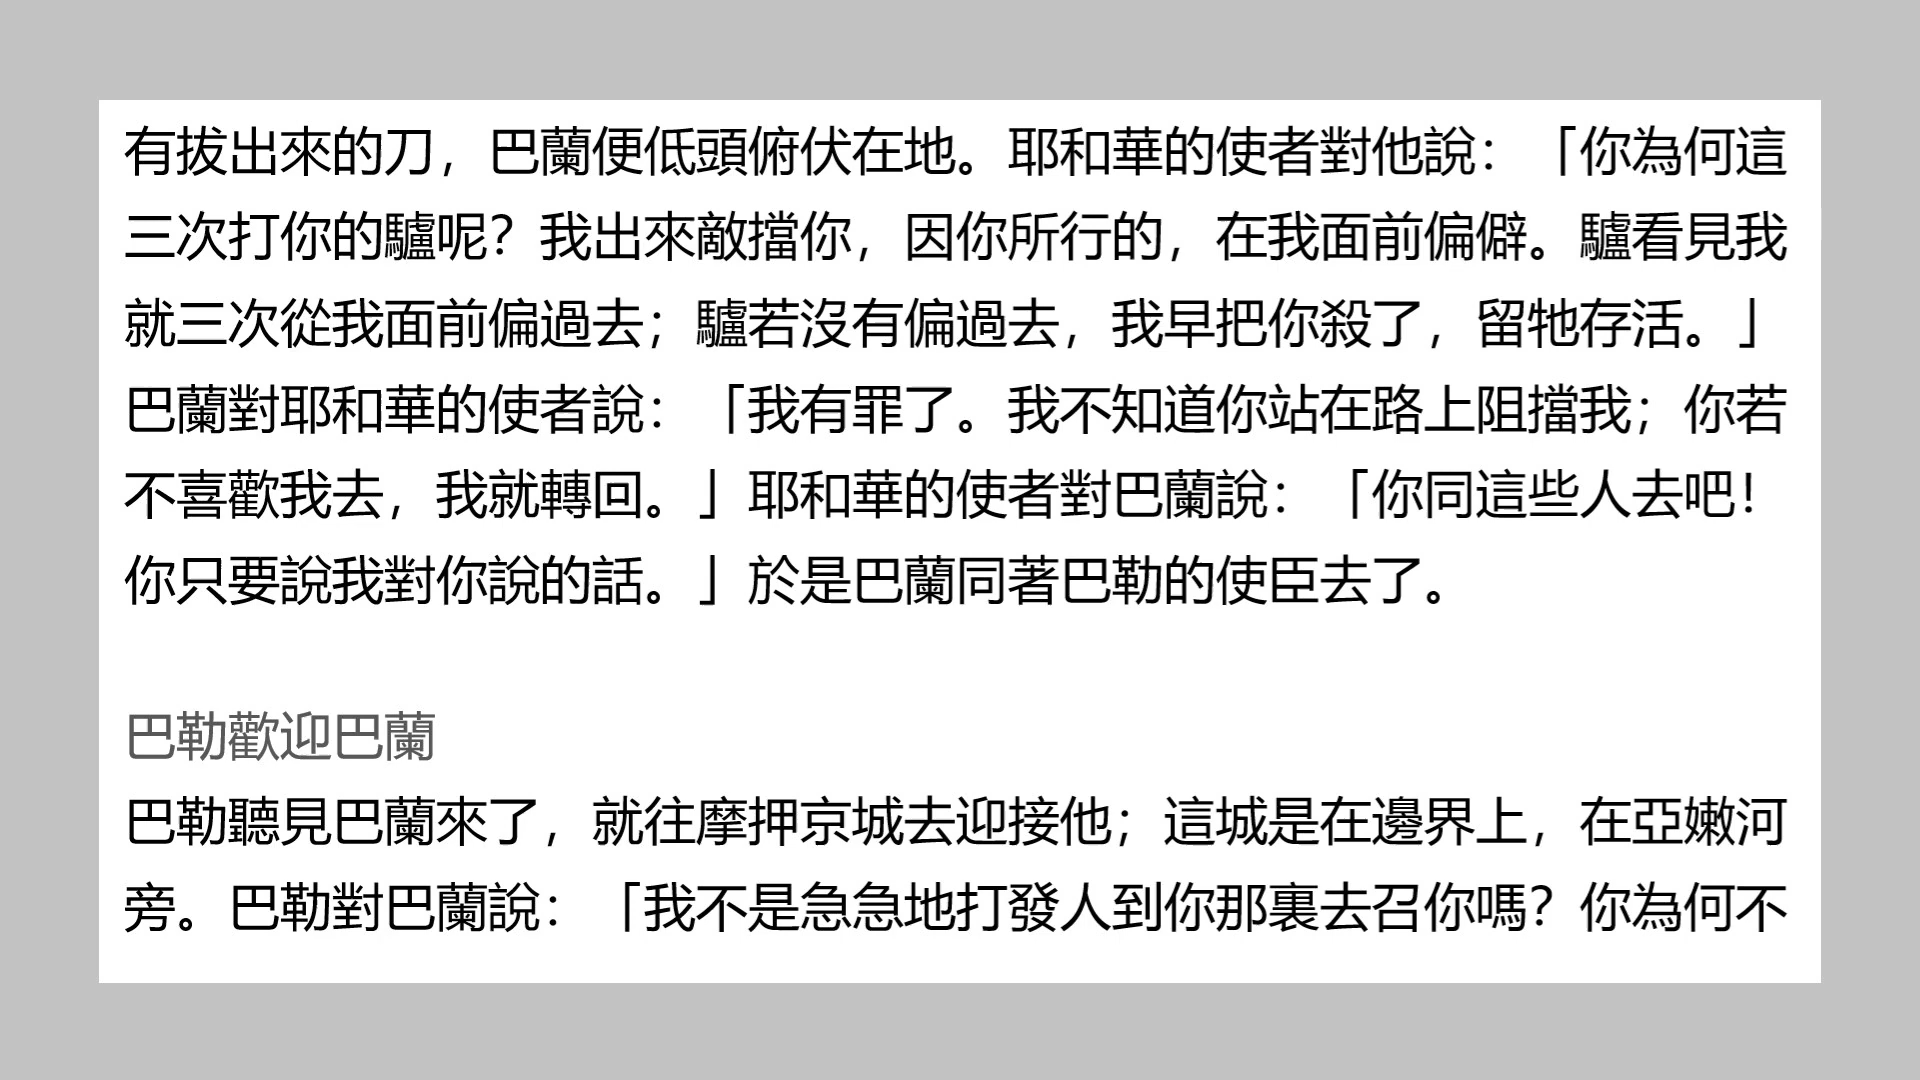 有拔出來的刀，巴蘭便低頭俯伏在地。耶和華的使者對他說：「你為何這
三次打你的驢呢？我出來敵擋你，因你所行的，在我面前偏僻。驢看見我
就三次從我面前偏過去；驢若沒有偏過去，我早把你殺了，留牠存活。」
巴蘭對耶和華的使者說：「我有罪了。我不知道你站在路上阻擋我；你若
不喜歡我去，我就轉回。」耶和華的使者對巴蘭說：「你同這些人去吧！
你只要說我對你說的話。」於是巴蘭同著巴勒的使臣去了。
巴勒歡迎巴蘭
巴勒聽見巴蘭來了，就往摩押京城去迎接他；這城是在邊界上，在亞嫩河
旁。巴勒對巴蘭說：「我不是急急地打發人到你那裏去召你嗎？你為何不